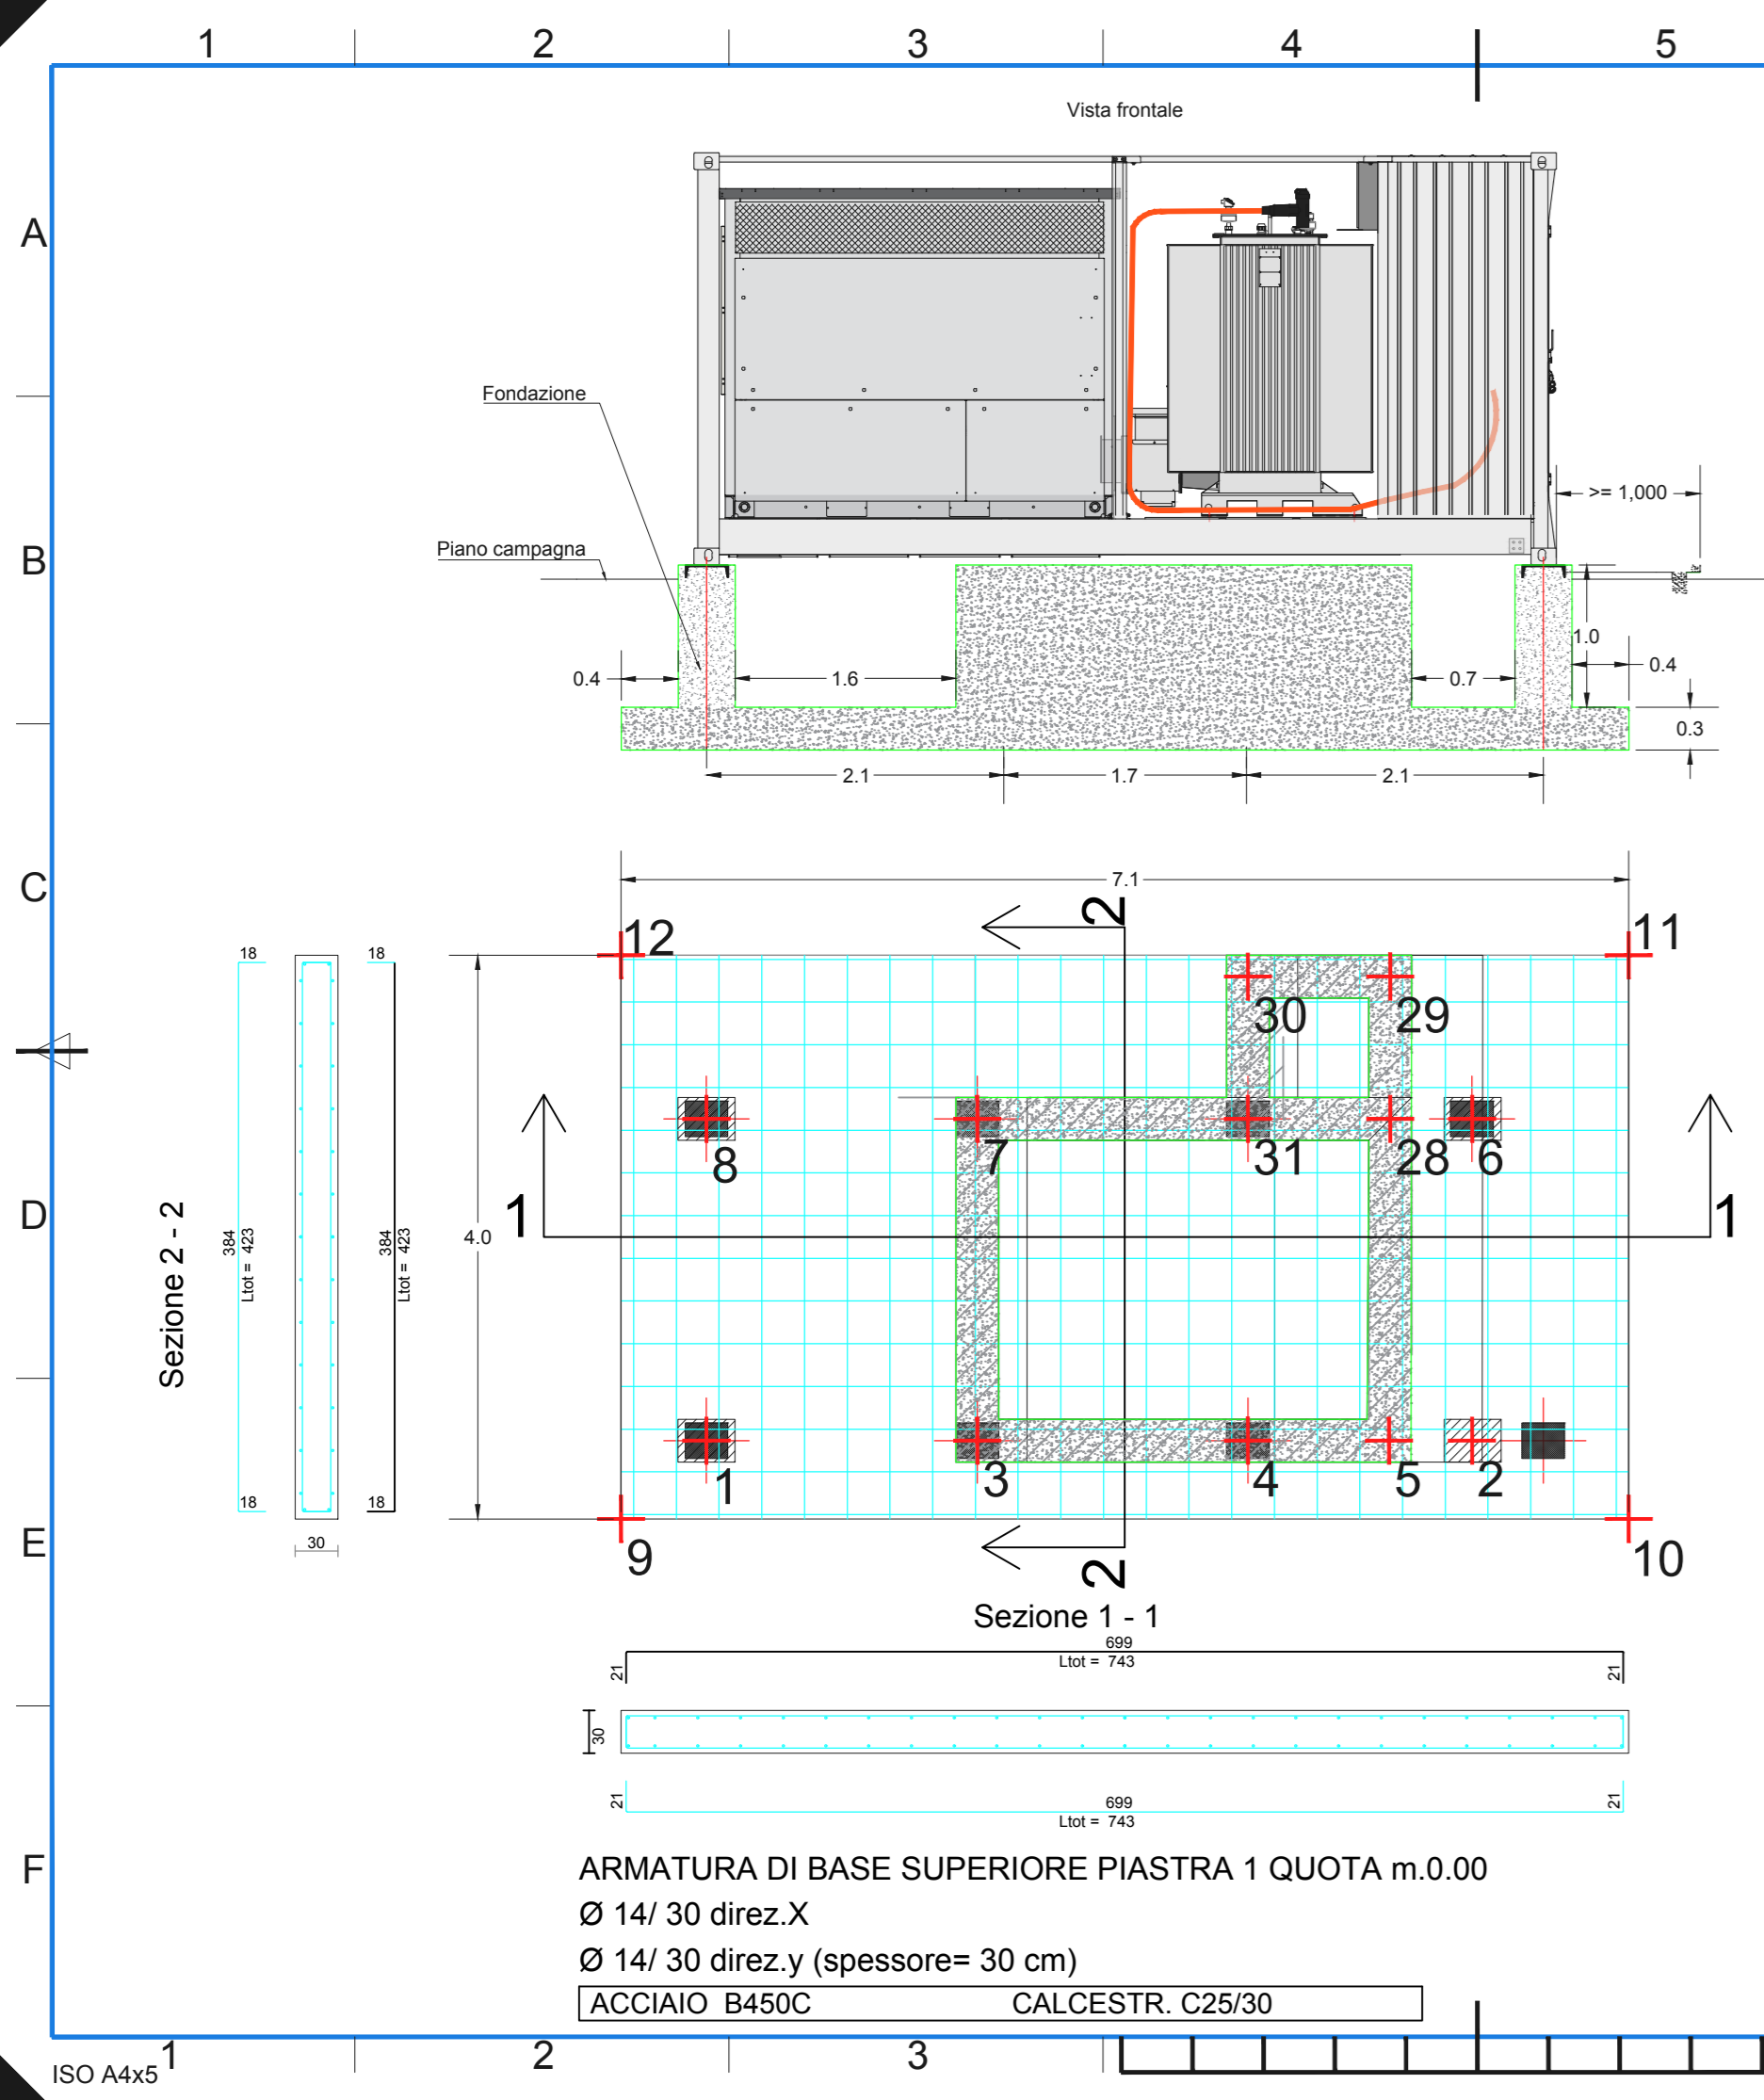 1 2 3 4 5
Vista frontale
A
Fondazione
>= 1,000
Piano campagna
B
1.0
0.4 1.6 0.7 0.4
0.3
2.1 1.7 2.1
7.1
C
2
12 11
18 18
30 29
8 7 31 28 6
D
1 1
4.0
Sezione 2 - 2
384
Ltot = 423
384
Ltot = 423
1 3 4 5 2
18 18
E
30
9 10
2
Sezione 1 - 1
699
21 Ltot = 743 21
30
699
21 Ltot = 743 21
F
ARMATURA DI BASE SUPERIORE PIASTRA 1 QUOTA m.0.00
Ø 14/ 30 direz.X
Ø 14/ 30 direz.y (spessore= 30 cm)
ACCIAIO B450C CALCESTR. C25/30
1 2 3
ISO A4x5